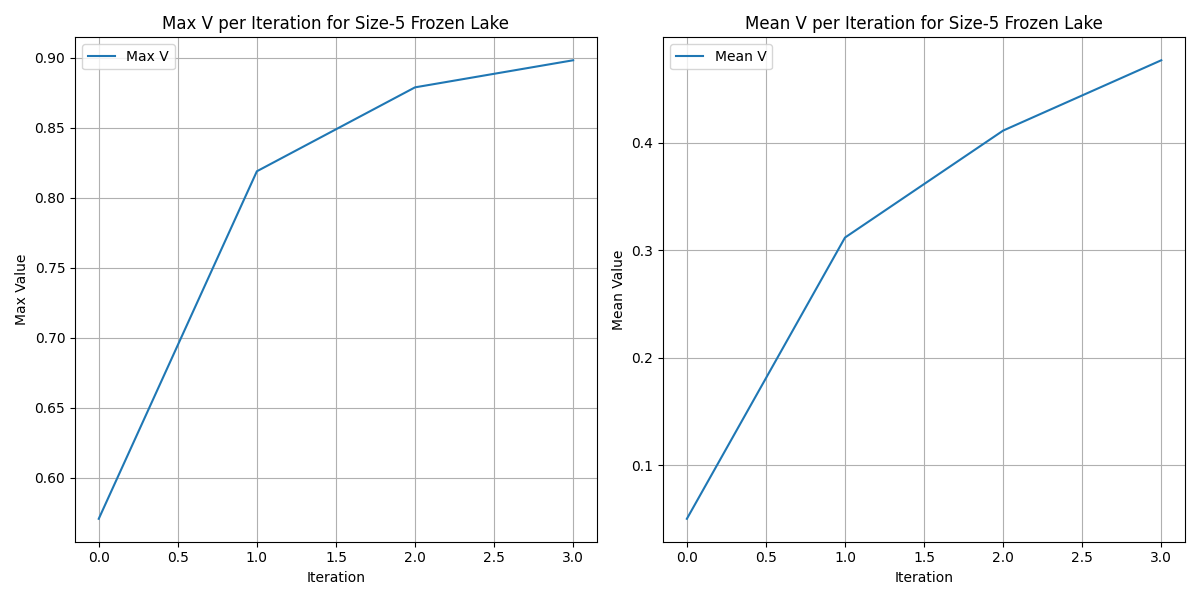 Max V per Iteration for Size-5 Frozen Lake
Max V
0.90
0.85
0.80
0.75
0.70
0.65
0.60
Max Value
0.0 0.5 1.0 1.5 2.0 2.5 3.0
Iteration
Mean V per Iteration for Size-5 Frozen Lake
Mean V
0.4
0.3
0.2
0.1
Mean Value
0.0 0.5 1.0 1.5 2.0 2.5 3.0
Iteration